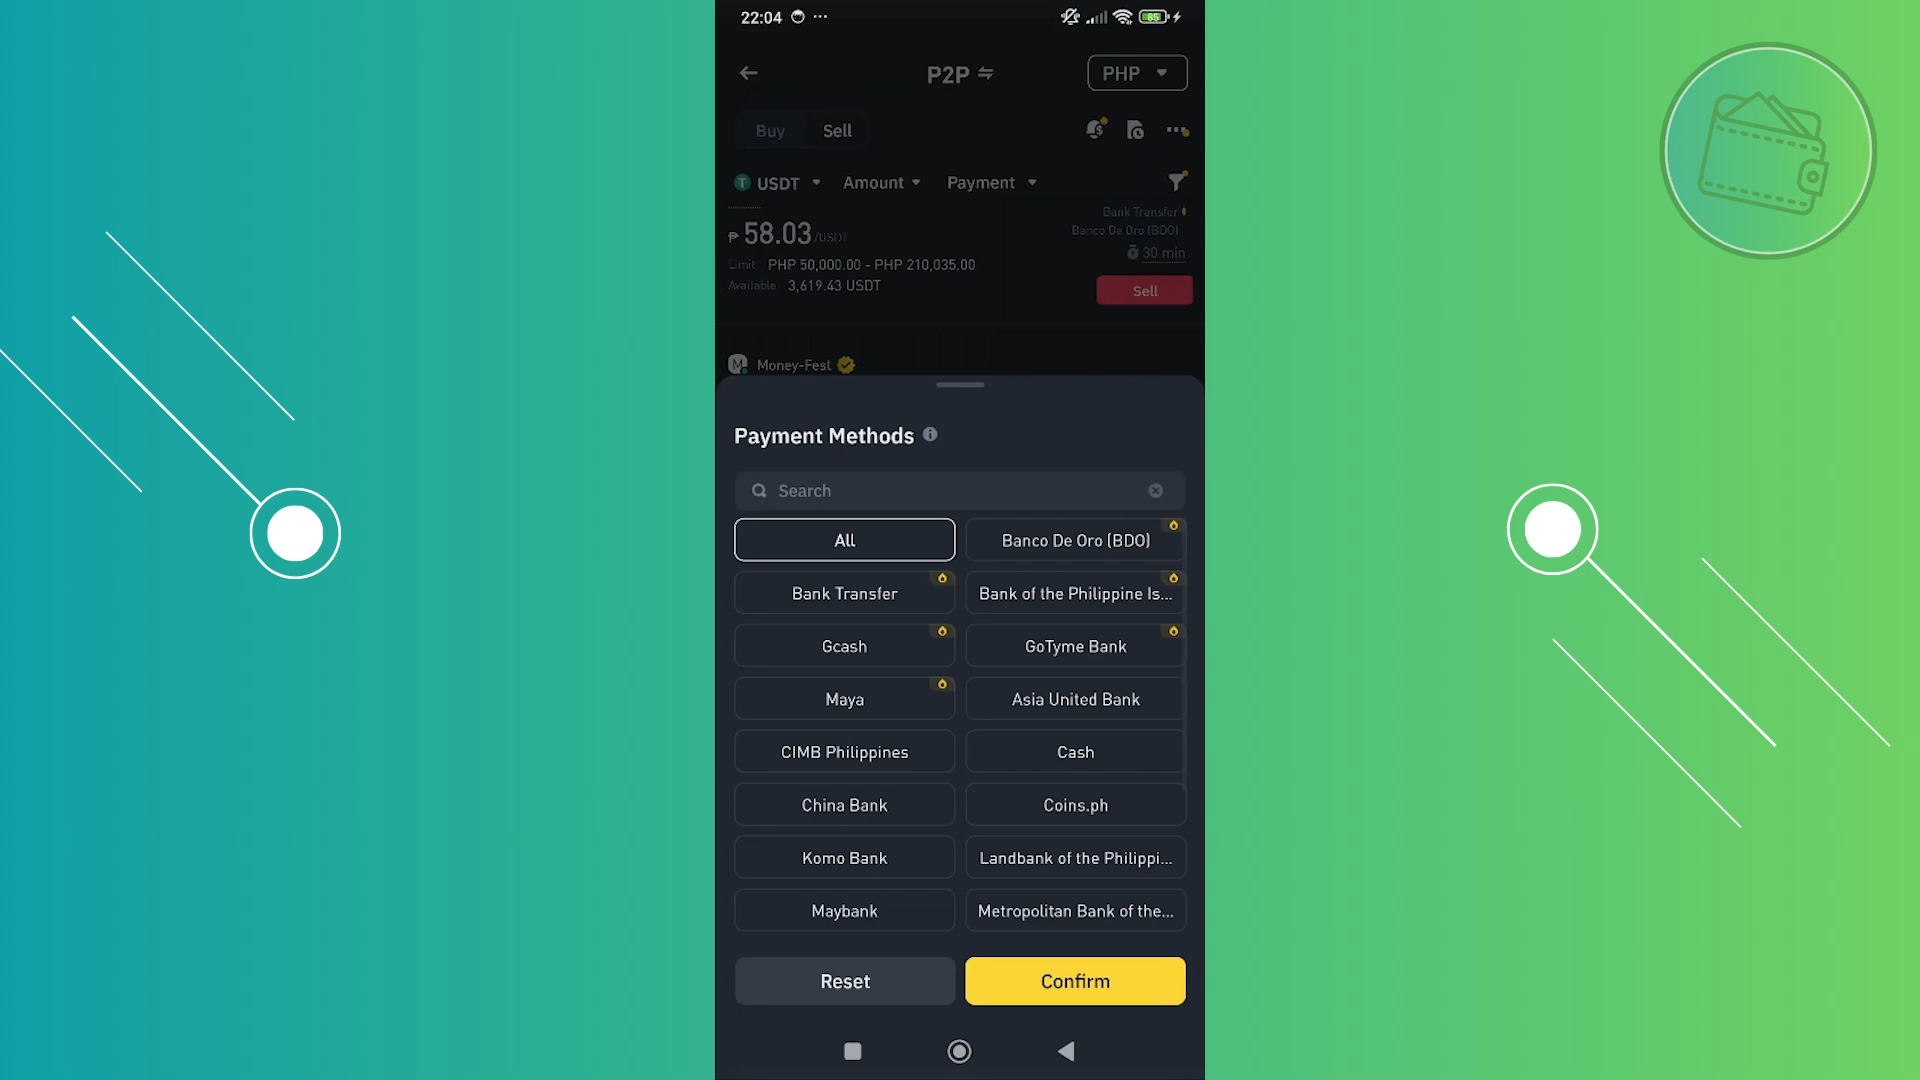 22:04
85
P2P
PHP
Buy
Sell
USDT
Amount
Payment
Bank Transfer
₱ 58.03 /USDT
Banco De Oro (BDO)
30 min
Limit PHP 50,000.00 - PHP 210,035.00
Available 3,619.43 USDT
Sell
M
Money-Fest
Payment Methods
Search
All
Banco De Oro (BDO)
Bank Transfer
Bank of the Philippine Is...
Gcash
GoTyme Bank
Maya
Asia United Bank
CIMB Philippines
Cash
China Bank
Coins.ph
Komo Bank
Landbank of the Philippi...
Maybank
Metropolitan Bank of the...
Reset
Confirm